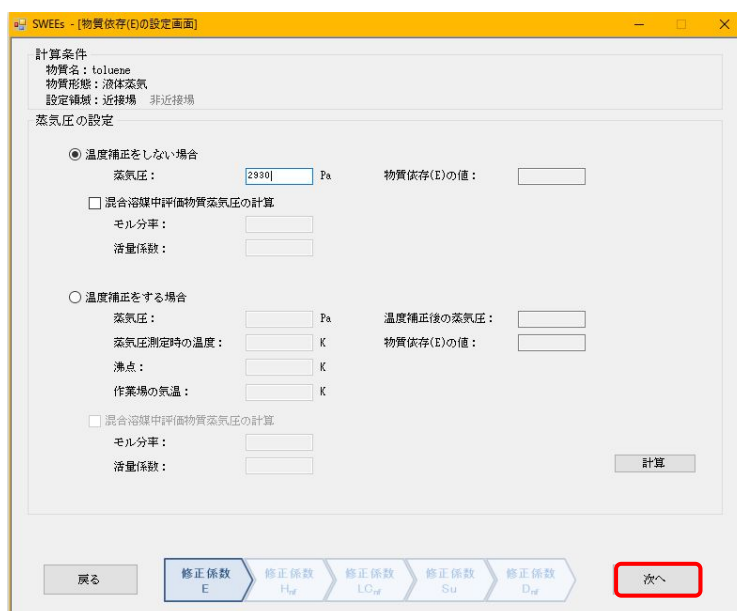 SWEEs - [物質依存(E)の設定画面]
計算条件
物質名：toluene
物質形態：液体蒸気
設定領域：近接場 非近接場
蒸気圧の設定
温度補正をしない場合
蒸気圧： 2930 Pa 物質依存(E)の値：
混合溶媒中評価物質蒸気圧の計算
モル分率：
活量係数：
温度補正をする場合
蒸気圧： Pa 温度補正後の蒸気圧：
蒸気圧測定時の温度： K 物質依存(E)の値：
沸点： K
作業場の気温： K
混合溶媒中評価物質蒸気圧の計算
モル分率：
活量係数： 計算
戻る 修正係数 修正係数 修正係数 修正係数 修正係数 次へ
E Hnf LCnf Su Dnf